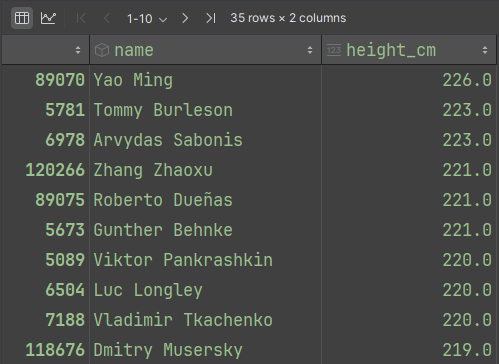 1-10 35 rows × 2 columns
name height_cm
89070 Yao Ming 226.0
5781 Tommy Burleson 223.0
6978 Arvydas Sabonis 223.0
120266 Zhang Zhaoxu 221.0
89075 Roberto Dueñas 221.0
5673 Gunther Behnke 221.0
5089 Viktor Pankrashkin 220.0
6504 Luc Longley 220.0
7188 Vladimir Tkachenko 220.0
118676 Dmitry Musersky 219.0